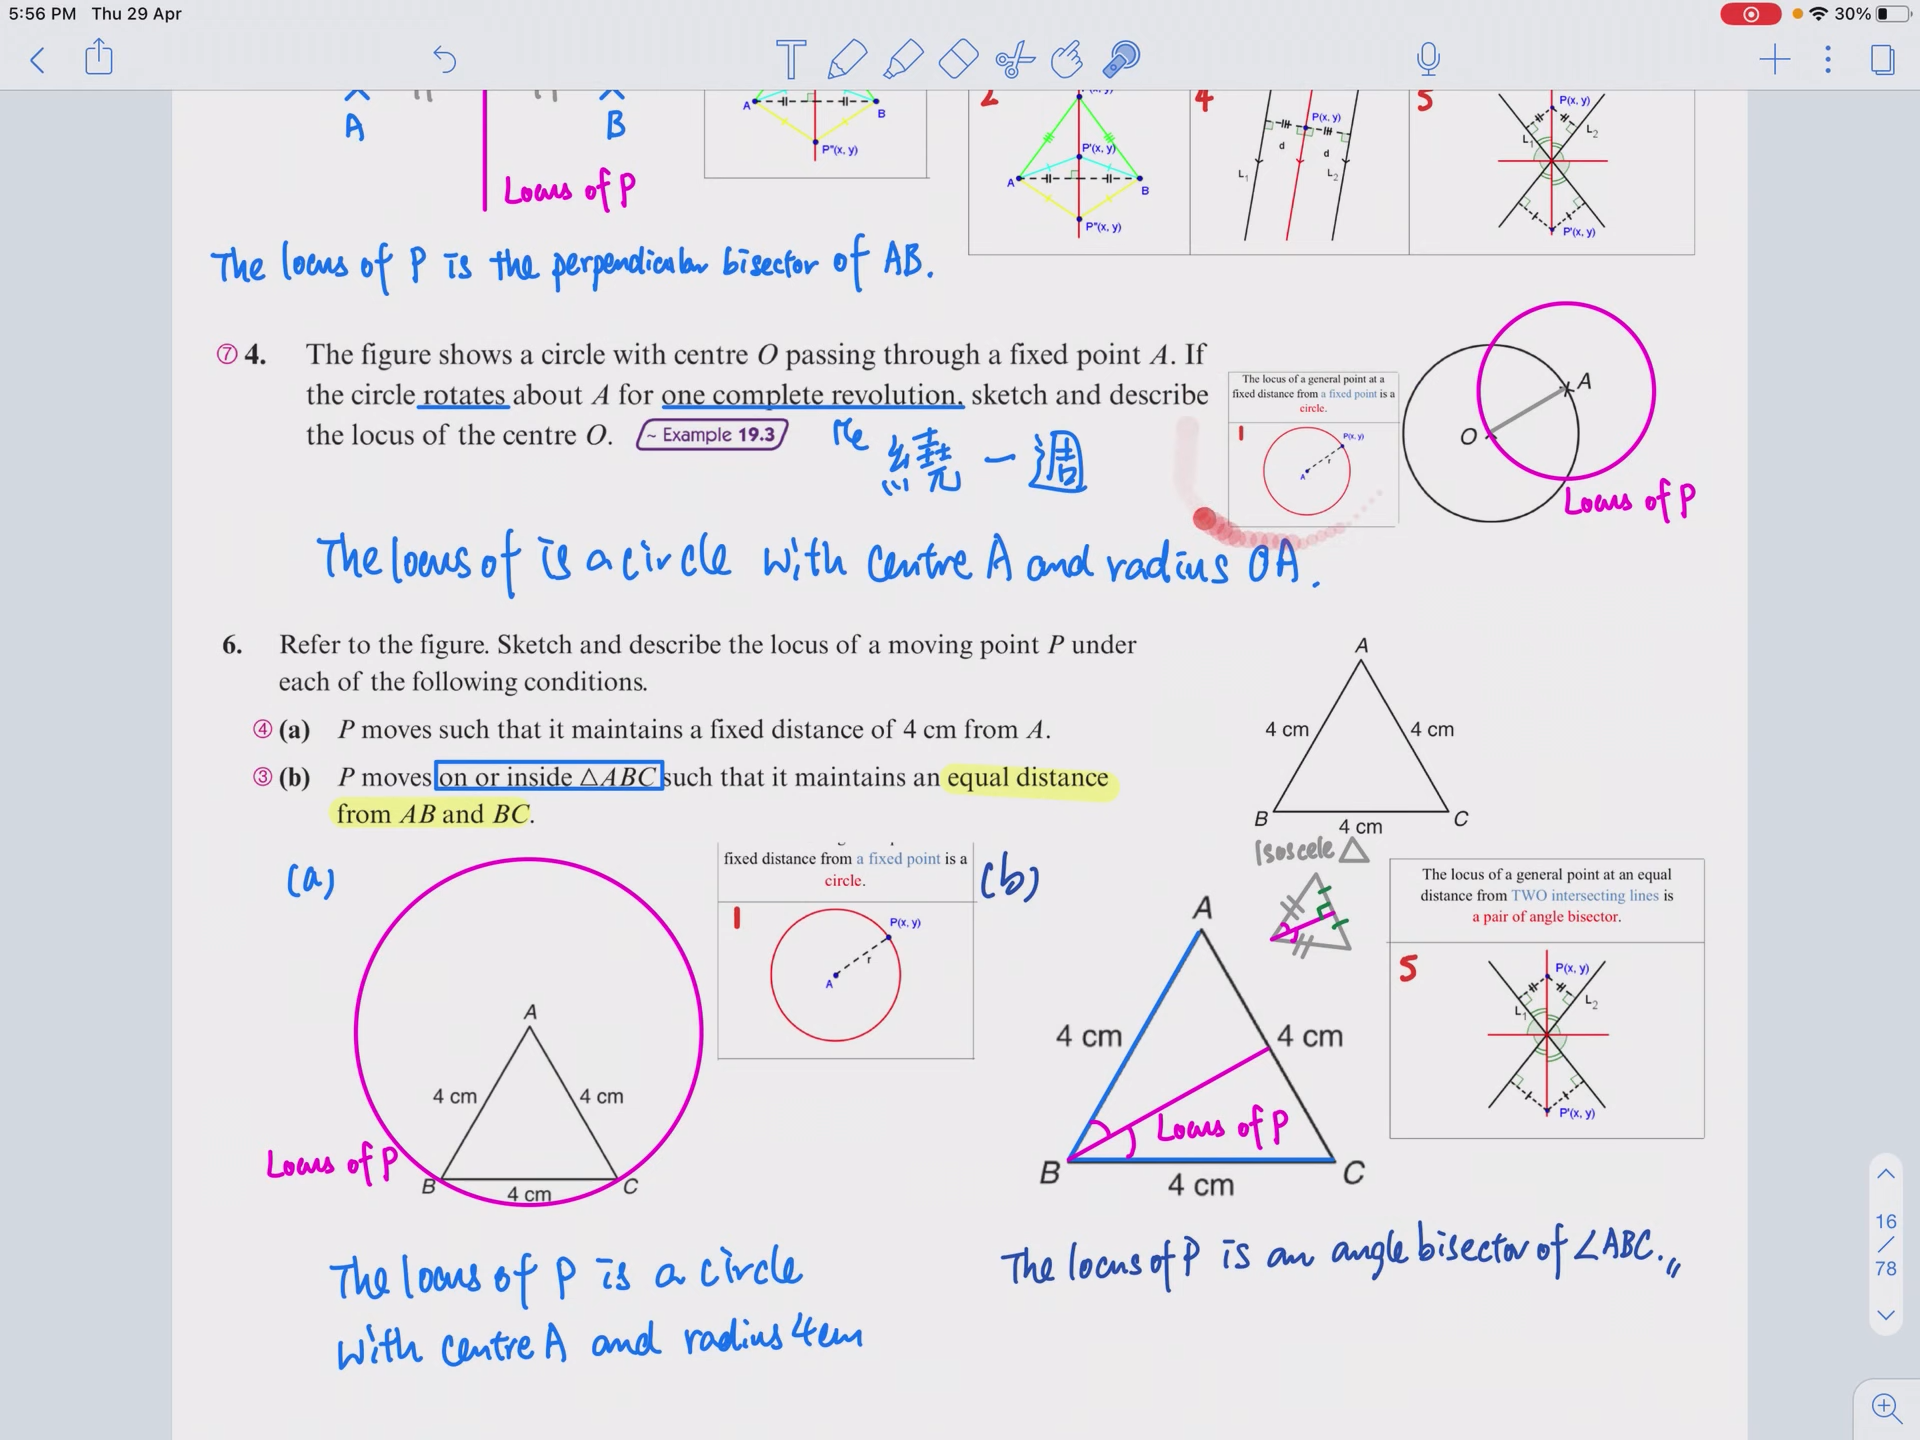 5:56 PM Thu 29 Apr
30%
A
B
Locus of P
A
B
P"(x, y)
2
P'(x, y)
A
B
P"(x, y)
4
P(x, y)
d
d
L1
L2
5
P(x, y)
L1
L2
P'(x, y)
The locus of P is the perpendicular bisector of AB.
⑦ 4. The figure shows a circle with centre O passing through a fixed point A. If
the circle rotates about A for one complete revolution, sketch and describe
the locus of the centre O. ~ Example 19.3
繞一週
The locus of a general point at a
fixed distance from a fixed point is a
circle.
1
P(x, y)
r
A
A
O
Locus of P
The locus of is a circle with centre A and radius OA.
6. Refer to the figure. Sketch and describe the locus of a moving point P under
each of the following conditions.
④ (a) P moves such that it maintains a fixed distance of 4 cm from A.
③ (b) P moves on or inside △ABC such that it maintains an equal distance
from AB and BC.
A
4 cm
4 cm
B
4 cm
C
Isoscele △
(a)
A
4 cm
4 cm
Locus of P
B
4 cm
C
fixed distance from a fixed point is a
circle.
1
P(x, y)
r
A
(b)
A
4 cm
4 cm
Locus of P
B
4 cm
C
The locus of a general point at an equal
distance from TWO intersecting lines is
a pair of angle bisector.
5
P(x, y)
L1
L2
P'(x, y)
The locus of P is a circle
with centre A and radius 4cm
The locus of P is an angle bisector of ∠ABC.
16
/
78